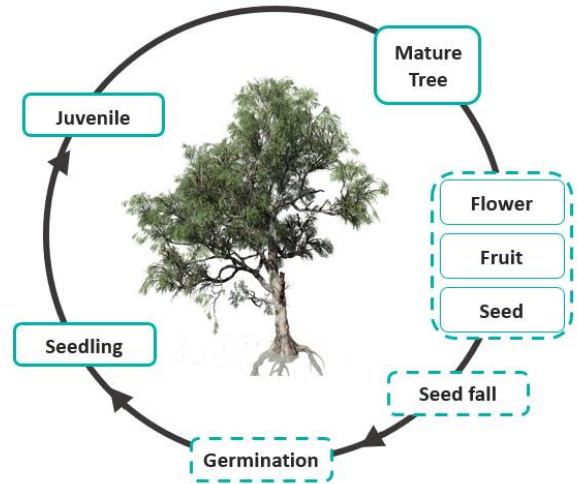 Mature
Tree
Juvenile
Flower
Fruit
Seed
Seedling
Seed fall
Germination